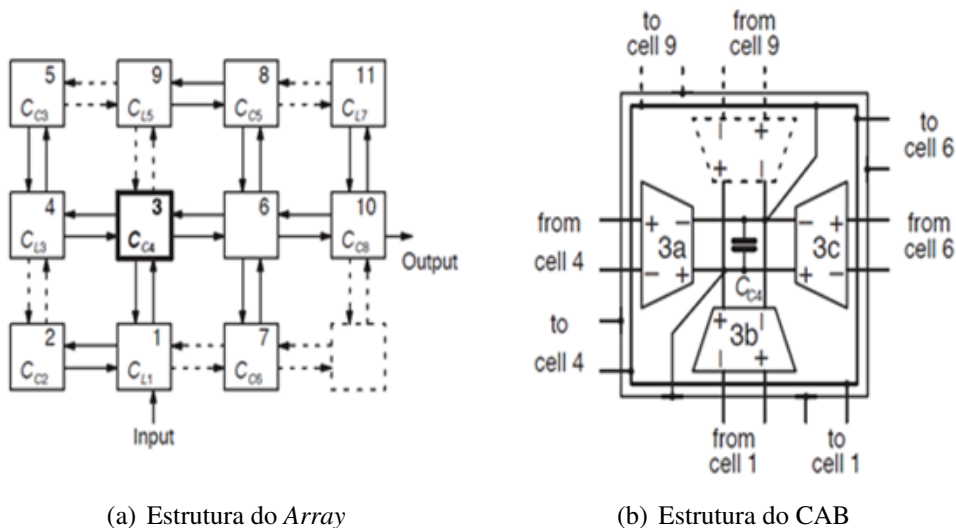 5
9
8
11
C_C3
C_L5
C_C5
C_L7
4
3
6
10
C_L3
C_C4
C_C8
Output
2
1
7
C_C2
C_L1
C_C6
Input
(a) Estrutura do Array
to
cell 9
from
cell 9
to
cell 6
from
cell 4
from
cell 6
to
cell 4
from
cell 1
to
cell 1
− +
+ −
+ −
3a
− +
− +
3c
+ −
C_C4
+ −
3b
− +
(b) Estrutura do CAB